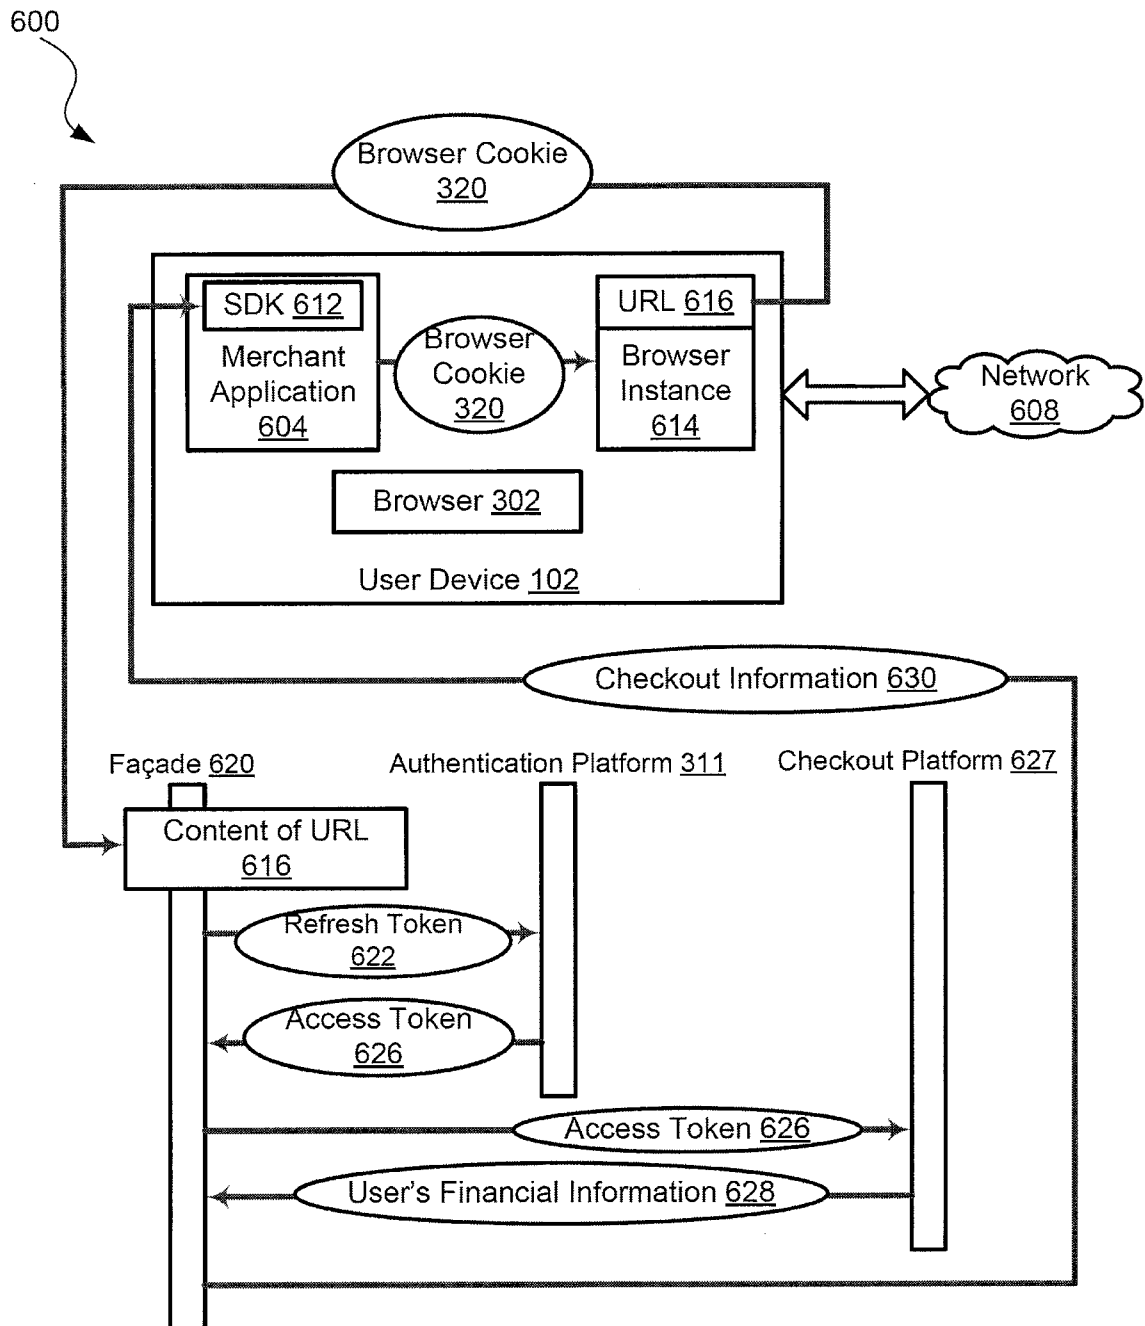 600
Browser Cookie
320
SDK 612
URL 616
Merchant
Application
604
Browser
Cookie
320
Browser
Instance
614
Network
608
Browser 302
User Device 102
Checkout Information 630
Façade 620
Authentication Platform 311
Checkout Platform 627
Content of URL
616
Refresh Token
622
Access Token
626
Access Token 626
User's Financial Information 628